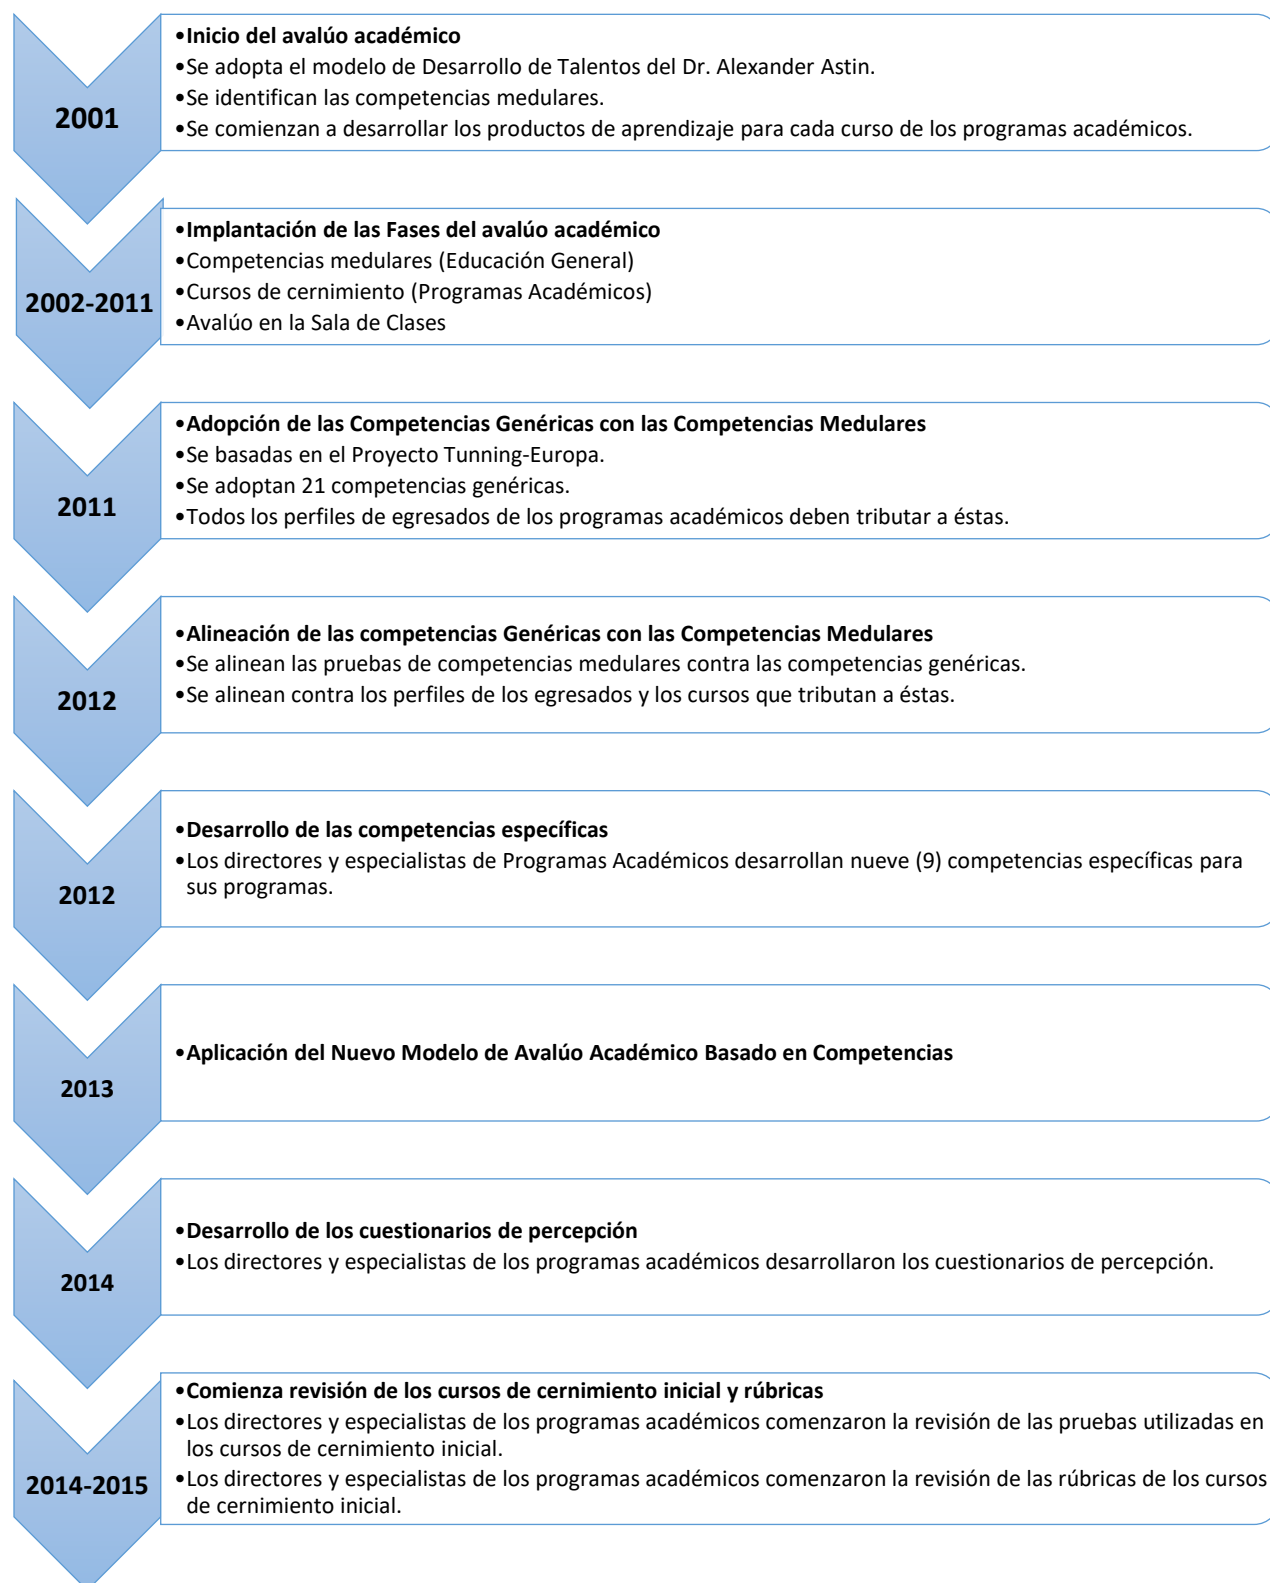 2001
•Inicio del avalúo académico
•Se adopta el modelo de Desarrollo de Talentos del Dr. Alexander Astin.
•Se identifican las competencias medulares.
•Se comienzan a desarrollar los productos de aprendizaje para cada curso de los programas académicos.
2002-2011
•Implantación de las Fases del avalúo académico
•Competencias medulares (Educación General)
•Cursos de cernimiento (Programas Académicos)
•Avalúo en la Sala de Clases
2011
•Adopción de las Competencias Genéricas con las Competencias Medulares
•Se basadas en el Proyecto Tunning-Europa.
•Se adoptan 21 competencias genéricas.
•Todos los perfiles de egresados de los programas académicos deben tributar a éstas.
2012
•Alineación de las competencias Genéricas con las Competencias Medulares
•Se alinean las pruebas de competencias medulares contra las competencias genéricas.
•Se alinean contra los perfiles de los egresados y los cursos que tributan a éstas.
2012
•Desarrollo de las competencias específicas
•Los directores y especialistas de Programas Académicos desarrollan nueve (9) competencias específicas para
sus programas.
2013
•Aplicación del Nuevo Modelo de Avalúo Académico Basado en Competencias
2014
•Desarrollo de los cuestionarios de percepción
•Los directores y especialistas de los programas académicos desarrollaron los cuestionarios de percepción.
2014-2015
•Comienza revisión de los cursos de cernimiento inicial y rúbricas
•Los directores y especialistas de los programas académicos comenzaron la revisión de las pruebas utilizadas en
los cursos de cernimiento inicial.
•Los directores y especialistas de los programas académicos comenzaron la revisión de las rúbricas de los cursos
de cernimiento inicial.